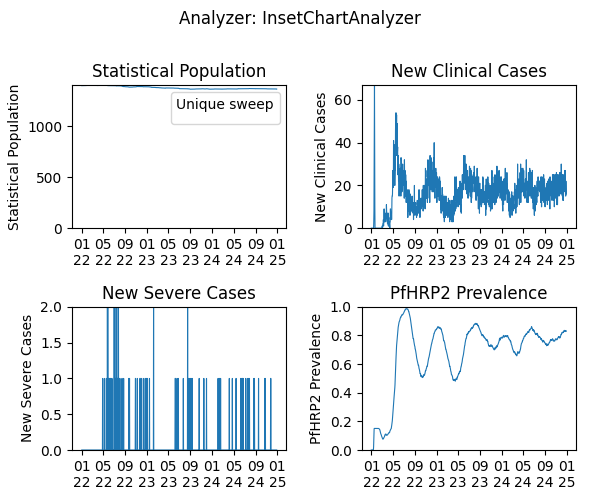 Analyzer: InsetChartAnalyzer
Statistical Population
Statistical Population
1000
500
0
Unique sweep
01 05 09 01 05 09 01 05 09 01
22 22 22 23 23 23 24 24 24 25
New Clinical Cases
New Clinical Cases
60
40
20
0
01 05 09 01 05 09 01 05 09 01
22 22 22 23 23 23 24 24 24 25
New Severe Cases
New Severe Cases
2.0
1.5
1.0
0.5
0.0
01 05 09 01 05 09 01 05 09 01
22 22 22 23 23 23 24 24 24 25
PfHRP2 Prevalence
PfHRP2 Prevalence
1.0
0.8
0.6
0.4
0.2
0.0
01 05 09 01 05 09 01 05 09 01
22 22 22 23 23 23 24 24 24 25